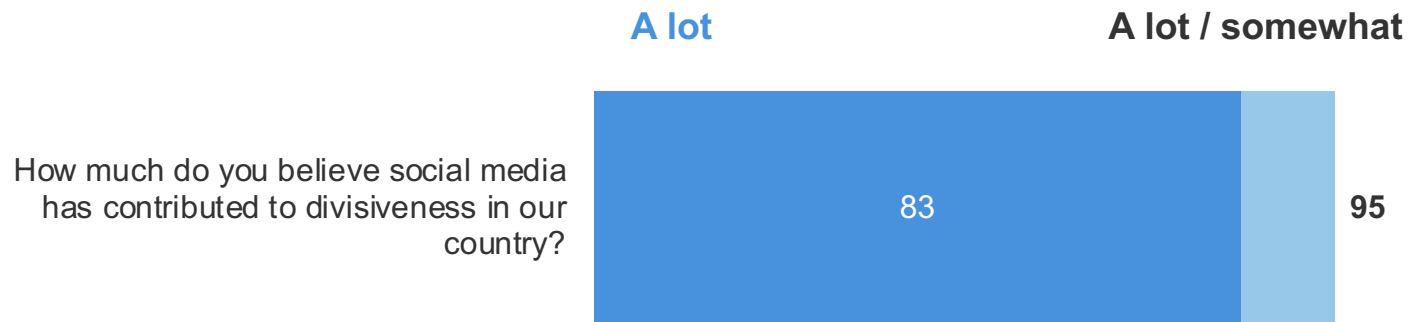 A lot
A lot / somewhat
How much do you believe social media
has contributed to divisiveness in our
country?
83
95